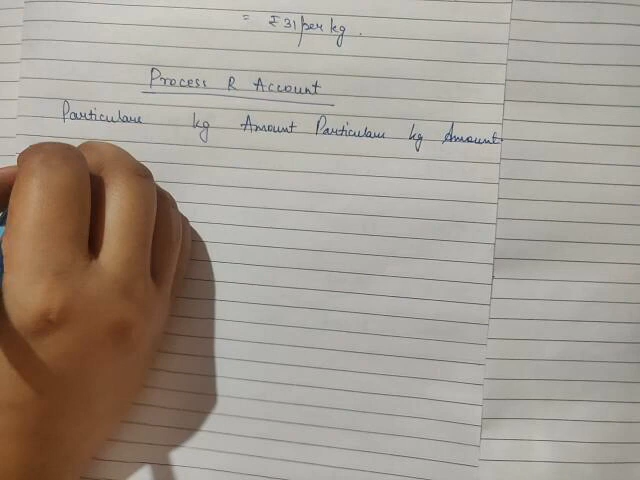 = ₹31 per kg.
Process R Account
Particulars kg Amount Particulars kg Amount